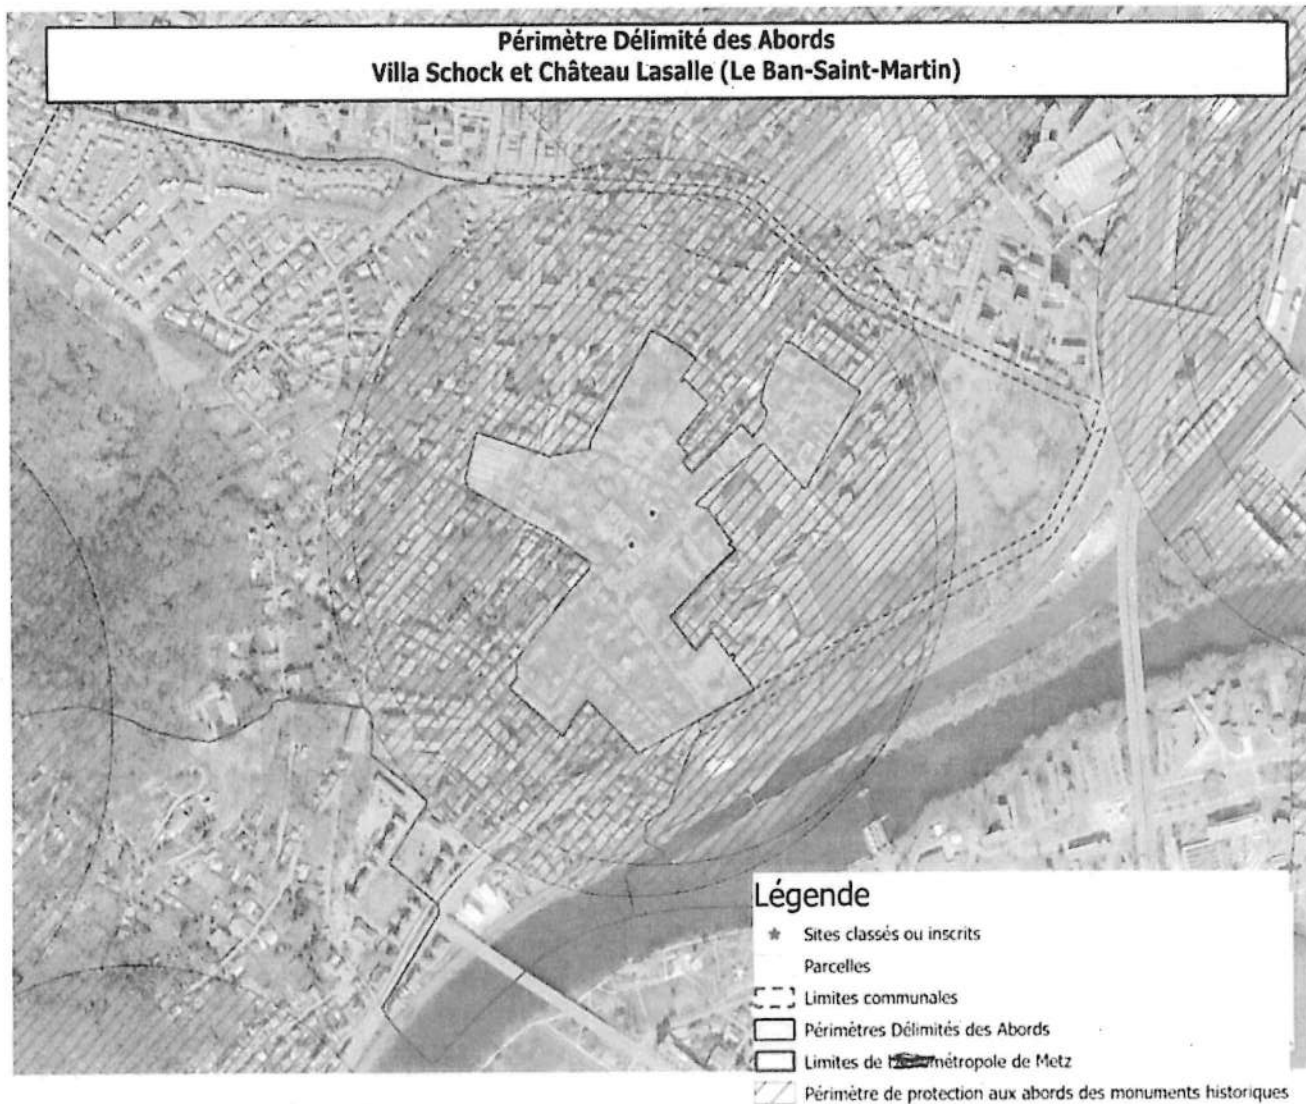 Périmètre Délimité des Abords
Villa Schock et Château Lasalle (Le Ban-Saint-Martin)
Légende
Sites classés ou inscrits
Parcelles
Limites communales
Périmètres Délimités des Abords
Limites de métropole de Metz
Périmètre de protection aux abords des monuments historiques